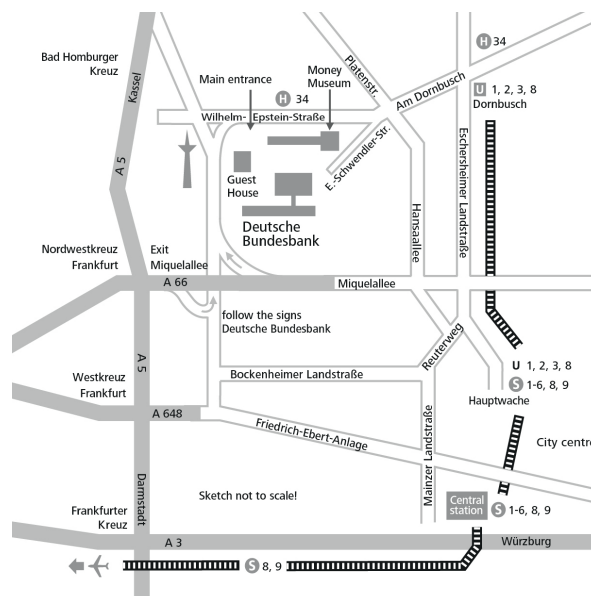 H 34
Bad Homburger
Kreuz
Kassel
Platenstr.
Main entrance
Money
Museum
H 34
Am Dornbusch
U 1, 2, 3, 8
Dornbusch
Wilhelm- Epstein-Straße
E.-Schwendler-Str.
Eschersheimer Landstraße
A 5
Guest
House
Hansaallee
Deutsche
Bundesbank
Nordwestkreuz
Frankfurt
Exit
Miquelallee
A 66
Miquelallee
follow the signs
Deutsche Bundesbank
Reuterweg
A 5
U 1, 2, 3, 8
S 1-6, 8, 9
Hauptwache
Bockenheimer Landstraße
Westkreuz
Frankfurt
A 648
Friedrich-Ebert-Anlage
Mainzer Landstraße
City centre
Darmstadt
Sketch not to scale!
Central
station
S 1-6, 8, 9
Frankfurter
Kreuz
A 3
Würzburg
S 8, 9